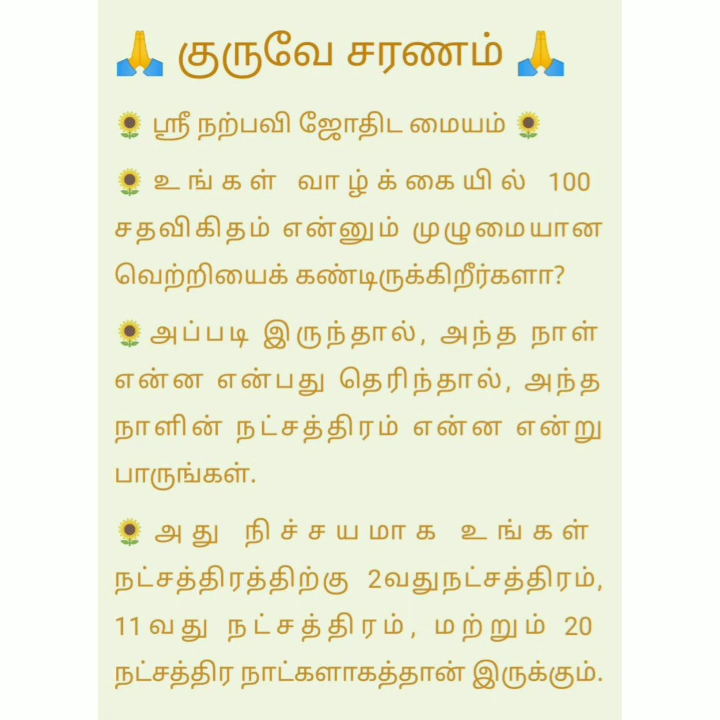 🙏 குருவே சரணம் 🙏
🌻 ஸ்ரீ நற்பவி ஜோதிட மையம் 🌻
🌻 உங்கள் வாழ்க்கையில் 100
சதவிகிதம் என்னும் முழுமையான
வெற்றியைக் கண்டிருக்கிறீர்களா?
🌻 அப்படி இருந்தால், அந்த நாள்
என்ன என்பது தெரிந்தால், அந்த
நாளின் நட்சத்திரம் என்ன என்று
பாருங்கள்.
🌻 அது நிச்சயமாக உங்கள்
நட்சத்திரத்திற்கு 2வதுநட்சத்திரம்,
11வது நட்சத்திரம், மற்றும் 20
நட்சத்திர நாட்களாகத்தான் இருக்கும்.